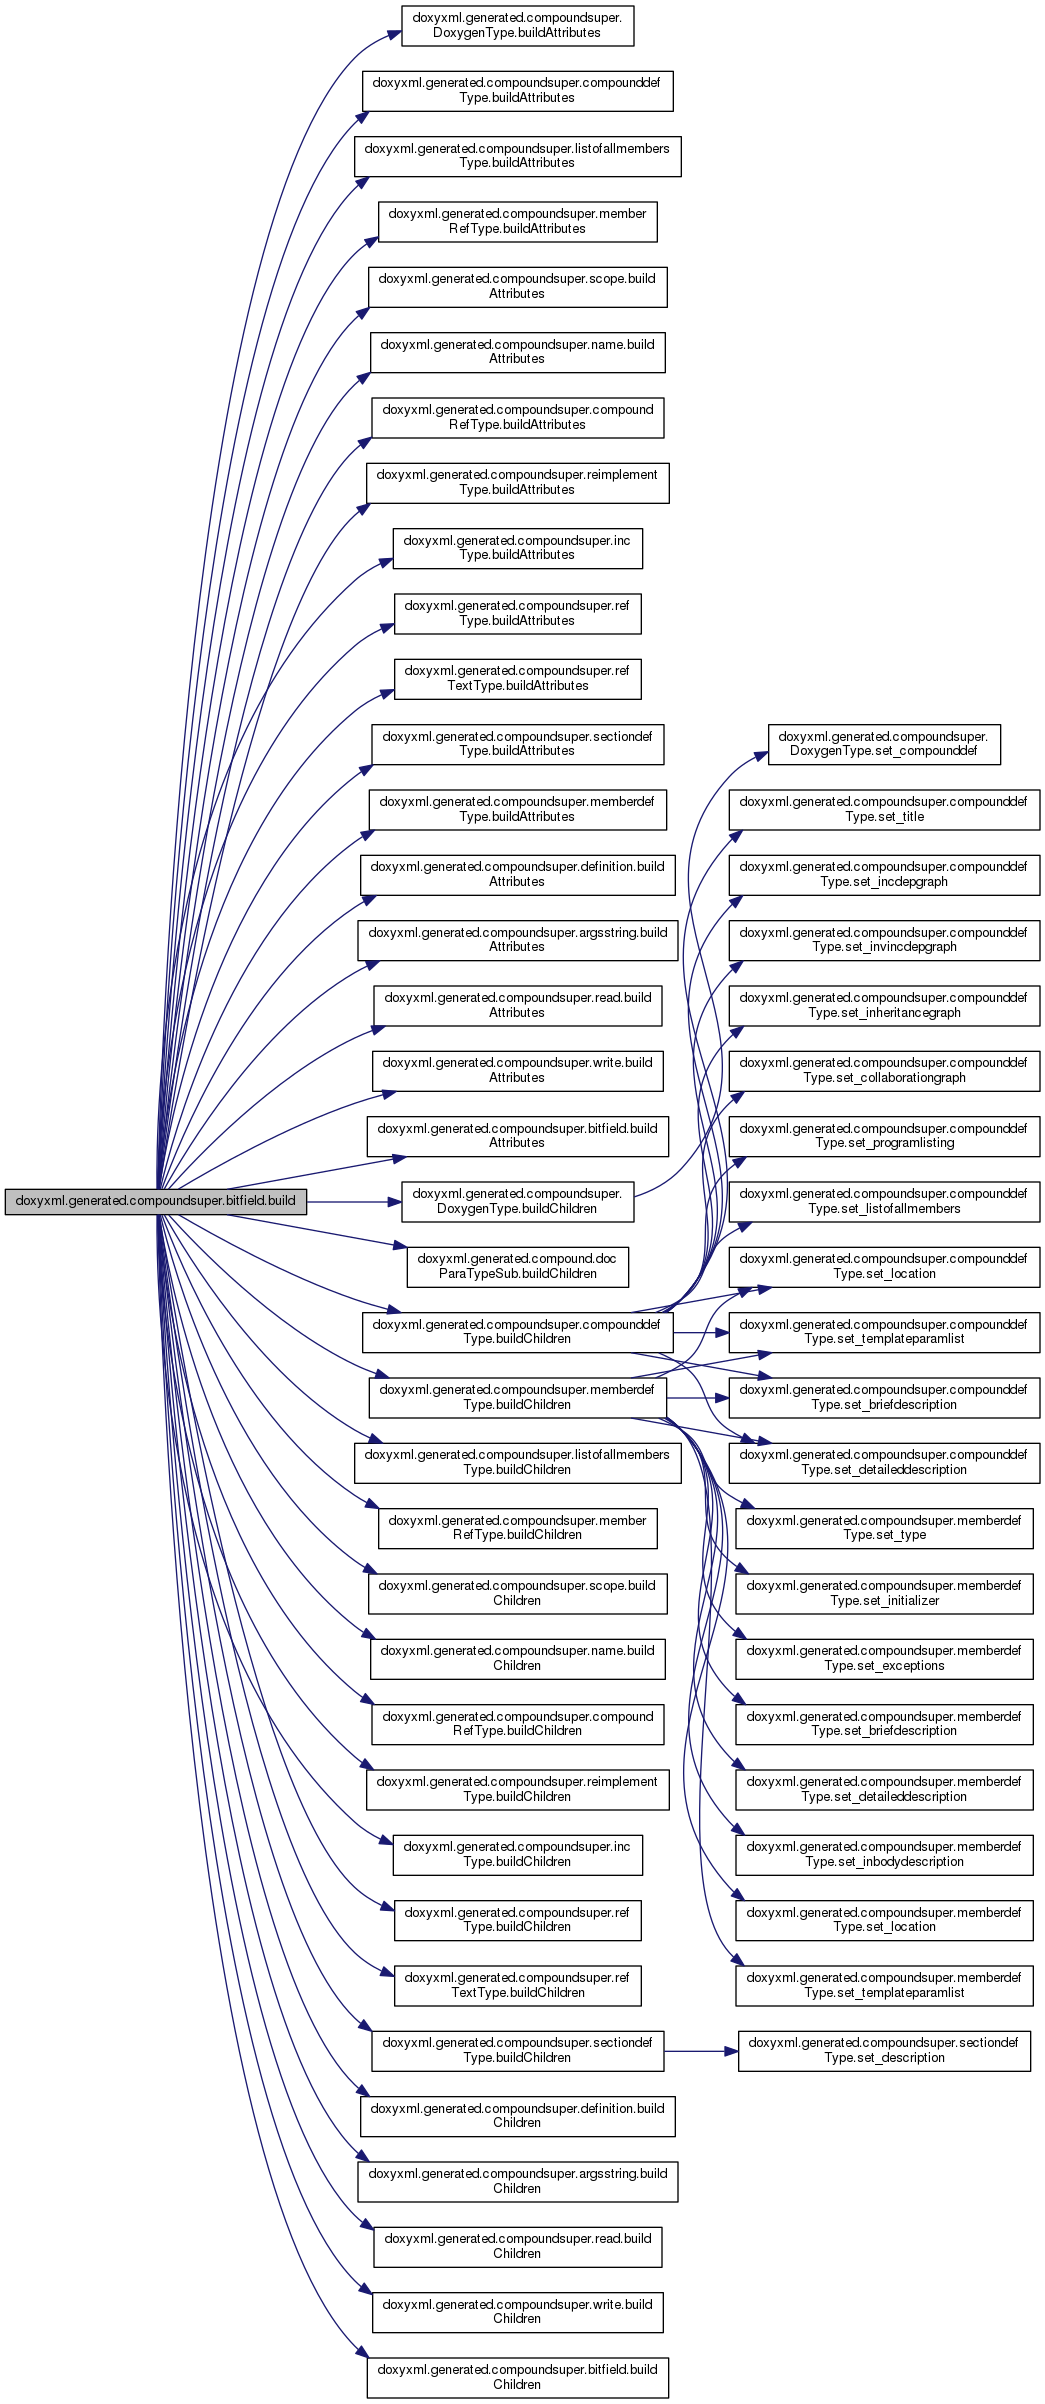 doxyxml.generated.compoundsuper.bitfield.build
doxyxml.generated.compoundsuper.
DoxygenType.buildAttributes
doxyxml.generated.compoundsuper.compounddef
Type.buildAttributes
doxyxml.generated.compoundsuper.listofallmembers
Type.buildAttributes
doxyxml.generated.compoundsuper.member
RefType.buildAttributes
doxyxml.generated.compoundsuper.scope.build
Attributes
doxyxml.generated.compoundsuper.name.build
Attributes
doxyxml.generated.compoundsuper.compound
RefType.buildAttributes
doxyxml.generated.compoundsuper.reimplement
Type.buildAttributes
doxyxml.generated.compoundsuper.inc
Type.buildAttributes
doxyxml.generated.compoundsuper.ref
Type.buildAttributes
doxyxml.generated.compoundsuper.ref
TextType.buildAttributes
doxyxml.generated.compoundsuper.sectiondef
Type.buildAttributes
doxyxml.generated.compoundsuper.memberdef
Type.buildAttributes
doxyxml.generated.compoundsuper.definition.build
Attributes
doxyxml.generated.compoundsuper.argsstring.build
Attributes
doxyxml.generated.compoundsuper.read.build
Attributes
doxyxml.generated.compoundsuper.write.build
Attributes
doxyxml.generated.compoundsuper.bitfield.build
Attributes
doxyxml.generated.compoundsuper.
DoxygenType.buildChildren
doxyxml.generated.compound.doc
ParaTypeSub.buildChildren
doxyxml.generated.compoundsuper.compounddef
Type.buildChildren
doxyxml.generated.compoundsuper.memberdef
Type.buildChildren
doxyxml.generated.compoundsuper.listofallmembers
Type.buildChildren
doxyxml.generated.compoundsuper.member
RefType.buildChildren
doxyxml.generated.compoundsuper.scope.build
Children
doxyxml.generated.compoundsuper.name.build
Children
doxyxml.generated.compoundsuper.compound
RefType.buildChildren
doxyxml.generated.compoundsuper.reimplement
Type.buildChildren
doxyxml.generated.compoundsuper.inc
Type.buildChildren
doxyxml.generated.compoundsuper.ref
Type.buildChildren
doxyxml.generated.compoundsuper.ref
TextType.buildChildren
doxyxml.generated.compoundsuper.sectiondef
Type.buildChildren
doxyxml.generated.compoundsuper.definition.build
Children
doxyxml.generated.compoundsuper.argsstring.build
Children
doxyxml.generated.compoundsuper.read.build
Children
doxyxml.generated.compoundsuper.write.build
Children
doxyxml.generated.compoundsuper.bitfield.build
Children
doxyxml.generated.compoundsuper.
DoxygenType.set_compounddef
doxyxml.generated.compoundsuper.compounddef
Type.set_title
doxyxml.generated.compoundsuper.compounddef
Type.set_incdepgraph
doxyxml.generated.compoundsuper.compounddef
Type.set_invincdepgraph
doxyxml.generated.compoundsuper.compounddef
Type.set_inheritancegraph
doxyxml.generated.compoundsuper.compounddef
Type.set_collaborationgraph
doxyxml.generated.compoundsuper.compounddef
Type.set_programlisting
doxyxml.generated.compoundsuper.compounddef
Type.set_listofallmembers
doxyxml.generated.compoundsuper.compounddef
Type.set_location
doxyxml.generated.compoundsuper.compounddef
Type.set_templateparamlist
doxyxml.generated.compoundsuper.compounddef
Type.set_briefdescription
doxyxml.generated.compoundsuper.compounddef
Type.set_detaileddescription
doxyxml.generated.compoundsuper.memberdef
Type.set_type
doxyxml.generated.compoundsuper.memberdef
Type.set_initializer
doxyxml.generated.compoundsuper.memberdef
Type.set_exceptions
doxyxml.generated.compoundsuper.memberdef
Type.set_briefdescription
doxyxml.generated.compoundsuper.memberdef
Type.set_detaileddescription
doxyxml.generated.compoundsuper.memberdef
Type.set_inbodydescription
doxyxml.generated.compoundsuper.memberdef
Type.set_location
doxyxml.generated.compoundsuper.memberdef
Type.set_templateparamlist
doxyxml.generated.compoundsuper.sectiondef
Type.set_description